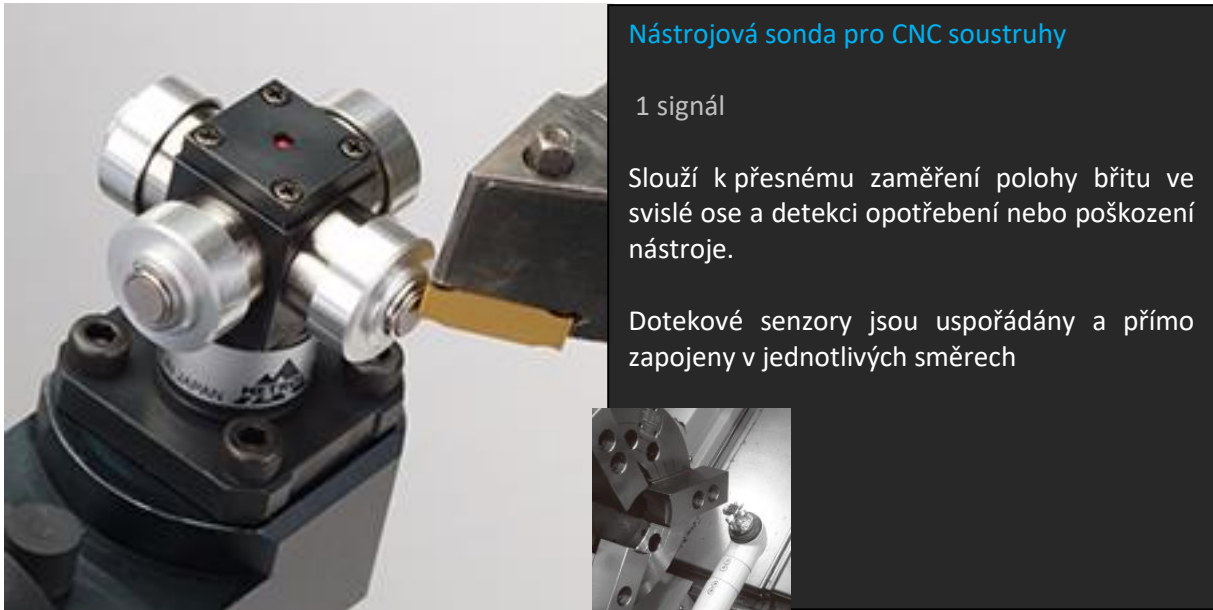 Nástrojová sonda pro CNC soustruhy
1 signál
Slouží k přesnému zaměření polohy břitu ve
svislé ose a detekci opotřebení nebo poškození
nástroje.
Dotekové senzory jsou uspořádány a přímo
zapojeny v jednotlivých směrech
JAPAN